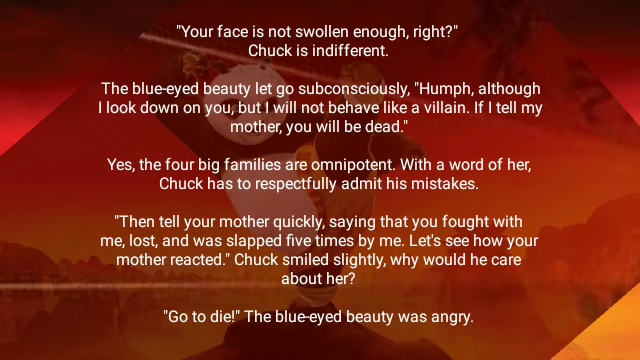 "Your face is not swollen enough, right?"
Chuck is indifferent.
The blue-eyed beauty let go subconsciously, "Humph, although
I look down on you, but I will not behave like a villain. If I tell my
mother, you will be dead."
Yes, the four big families are omnipotent. With a word of her,
Chuck has to respectfully admit his mistakes.
"Then tell your mother quickly, saying that you fought with
me, lost, and was slapped five times by me. Let's see how your
mother reacted." Chuck smiled slightly, why would he care
about her?
"Go to die!" The blue-eyed beauty was angry.